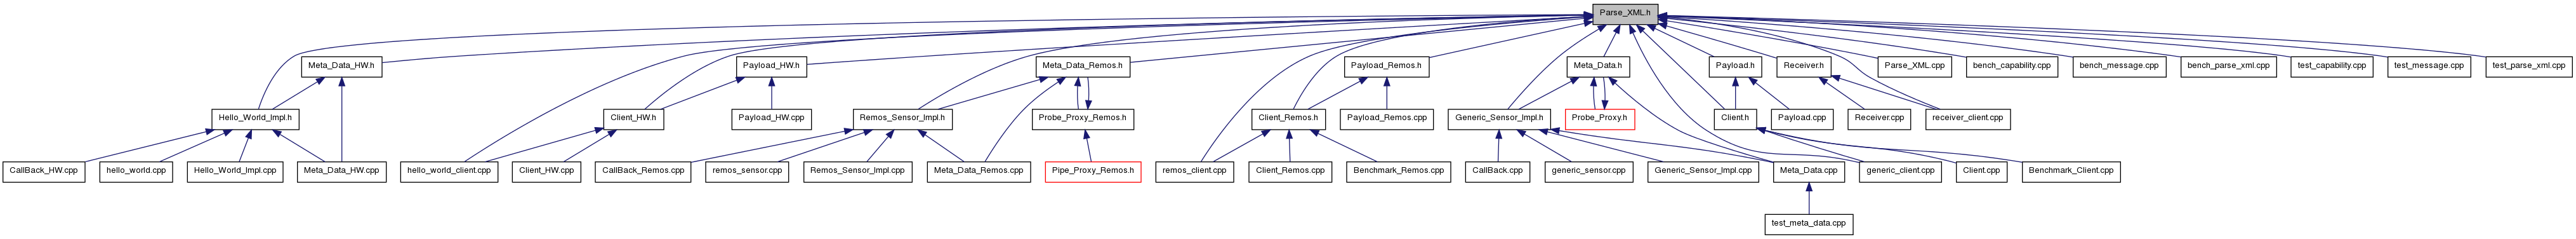 Parse_XML.h
Meta_Data_HW.h
Payload_HW.h
Meta_Data_Remos.h
Payload_Remos.h
Meta_Data.h
Payload.h
Receiver.h
Parse_XML.cpp
bench_capability.cpp
bench_message.cpp
bench_parse_xml.cpp
test_capability.cpp
test_message.cpp
test_parse_xml.cpp
Hello_World_Impl.h
Client_HW.h
Payload_HW.cpp
Remos_Sensor_Impl.h
Probe_Proxy_Remos.h
Client_Remos.h
Payload_Remos.cpp
Generic_Sensor_Impl.h
Probe_Proxy.h
Client.h
Payload.cpp
Receiver.cpp
receiver_client.cpp
CallBack_HW.cpp
hello_world.cpp
Hello_World_Impl.cpp
Meta_Data_HW.cpp
hello_world_client.cpp
Client_HW.cpp
CallBack_Remos.cpp
remos_sensor.cpp
Remos_Sensor_Impl.cpp
Meta_Data_Remos.cpp
Pipe_Proxy_Remos.h
remos_client.cpp
Client_Remos.cpp
Benchmark_Remos.cpp
CallBack.cpp
generic_sensor.cpp
Generic_Sensor_Impl.cpp
Meta_Data.cpp
generic_client.cpp
Client.cpp
Benchmark_Client.cpp
test_meta_data.cpp